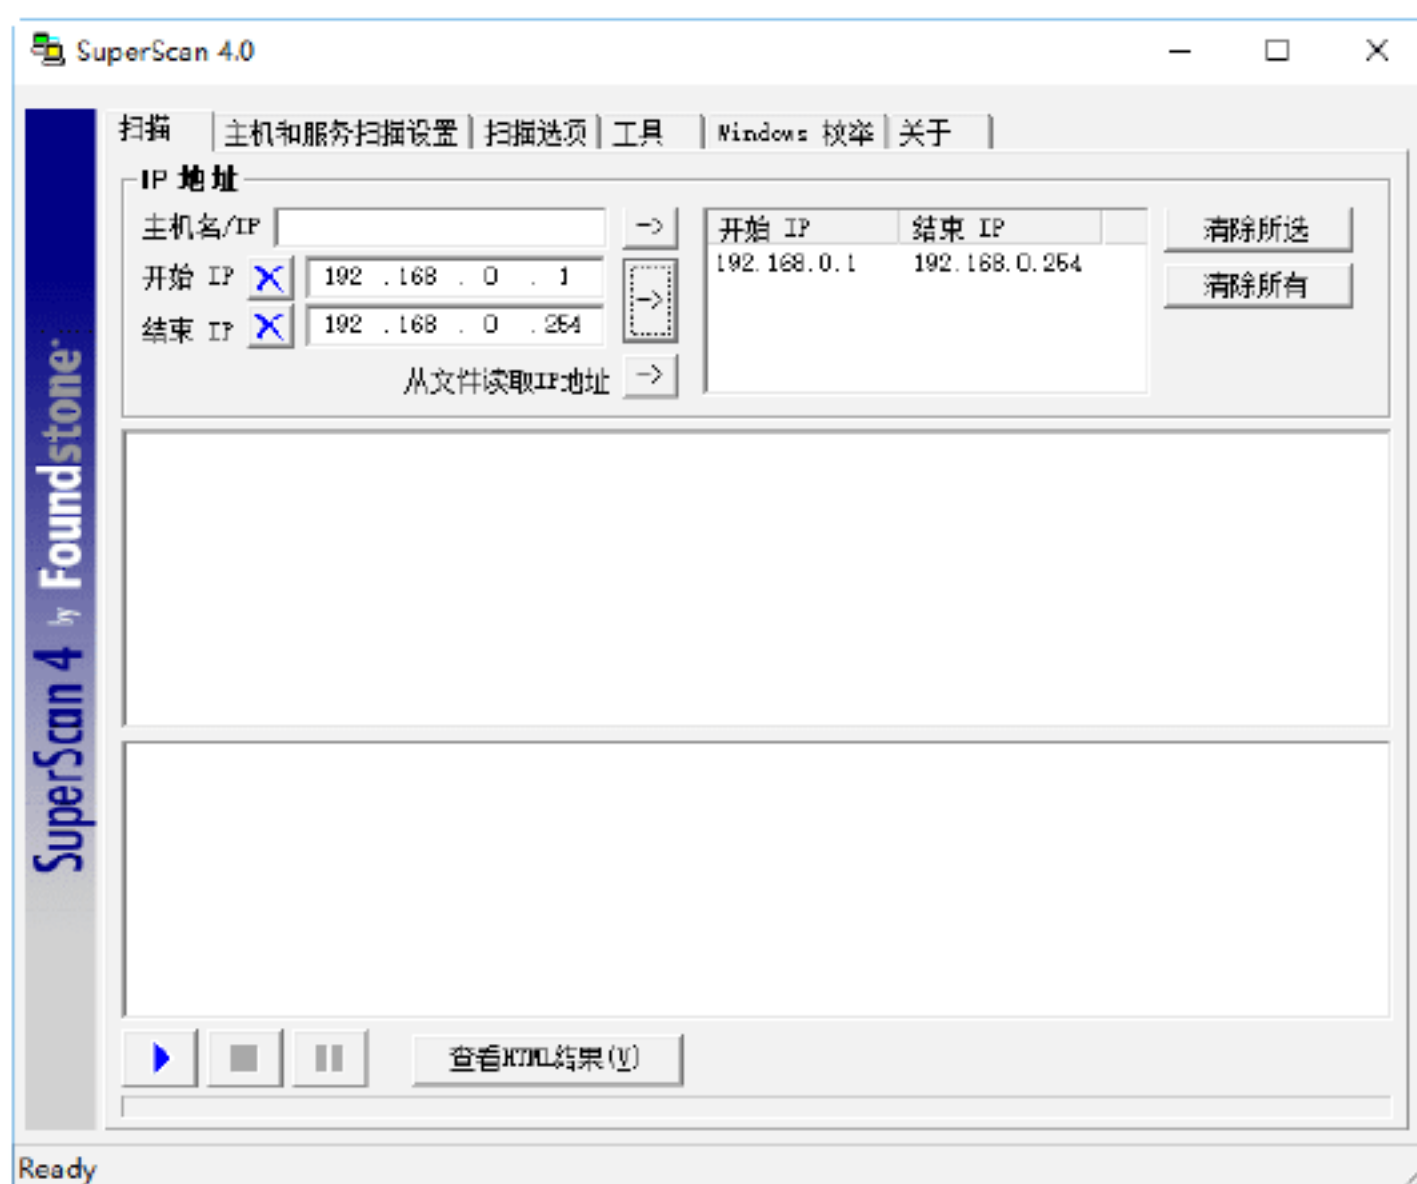 SuperScan 4.0
扫描 主机和服务扫描设置 扫描选项 工具 Windows 枚举 关于
IP 地址
主机名/IP -> 开始 IP 结束 IP 清除所选
开始 IP 192 .168 . 0 . 1 -> 192.168.0.1 192.168.0.254 清除所有
结束 IP 192 .168 . 0 .254
从文件读取IP地址 ->
SuperScan 4 by Foundstone
查看HTML结果(V)
Ready